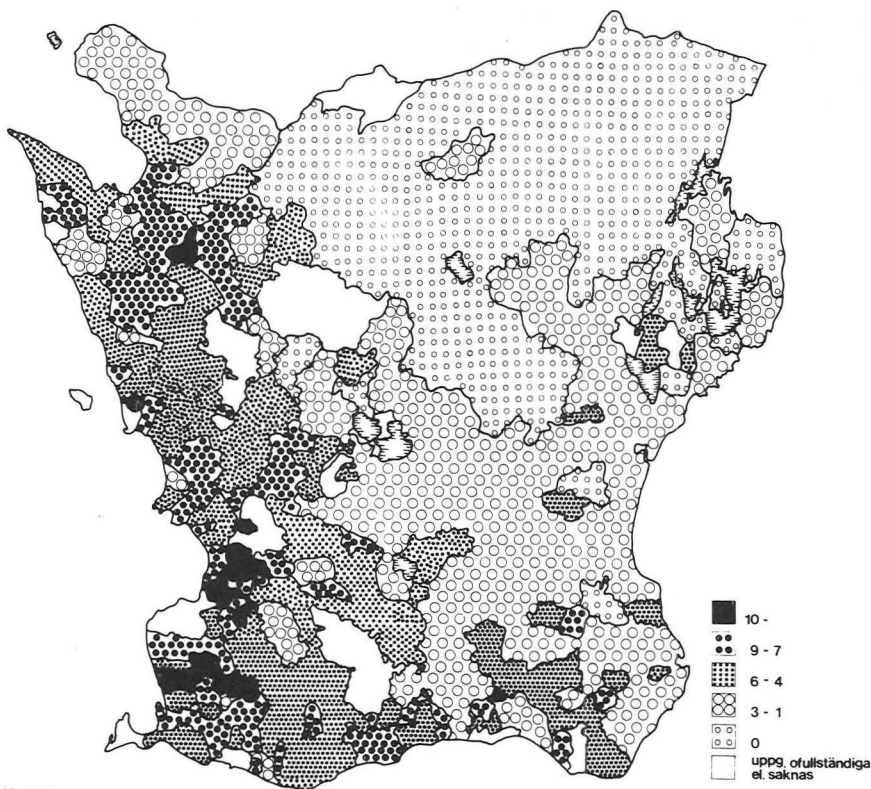 10 -
9 - 7
6 - 4
3 - 1
0
uppg. ofullständiga
el. saknas